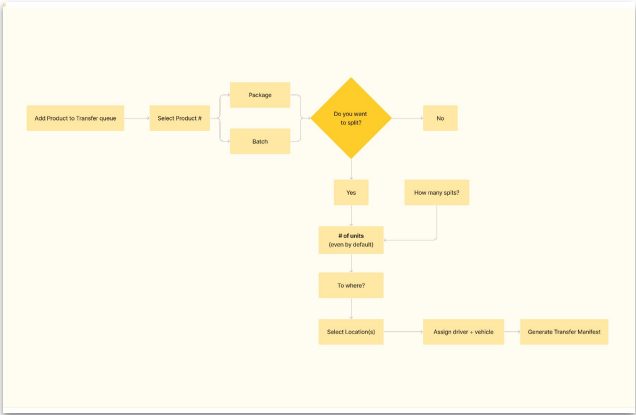 Package
Add Product to Transfer queue
Select Product #
Do you want
to split?
No
Batch
Yes
How many spits?
# of units
(even by default)
To where?
Select Location(s)
Assign driver + vehicle
Generate Transfer Manifest